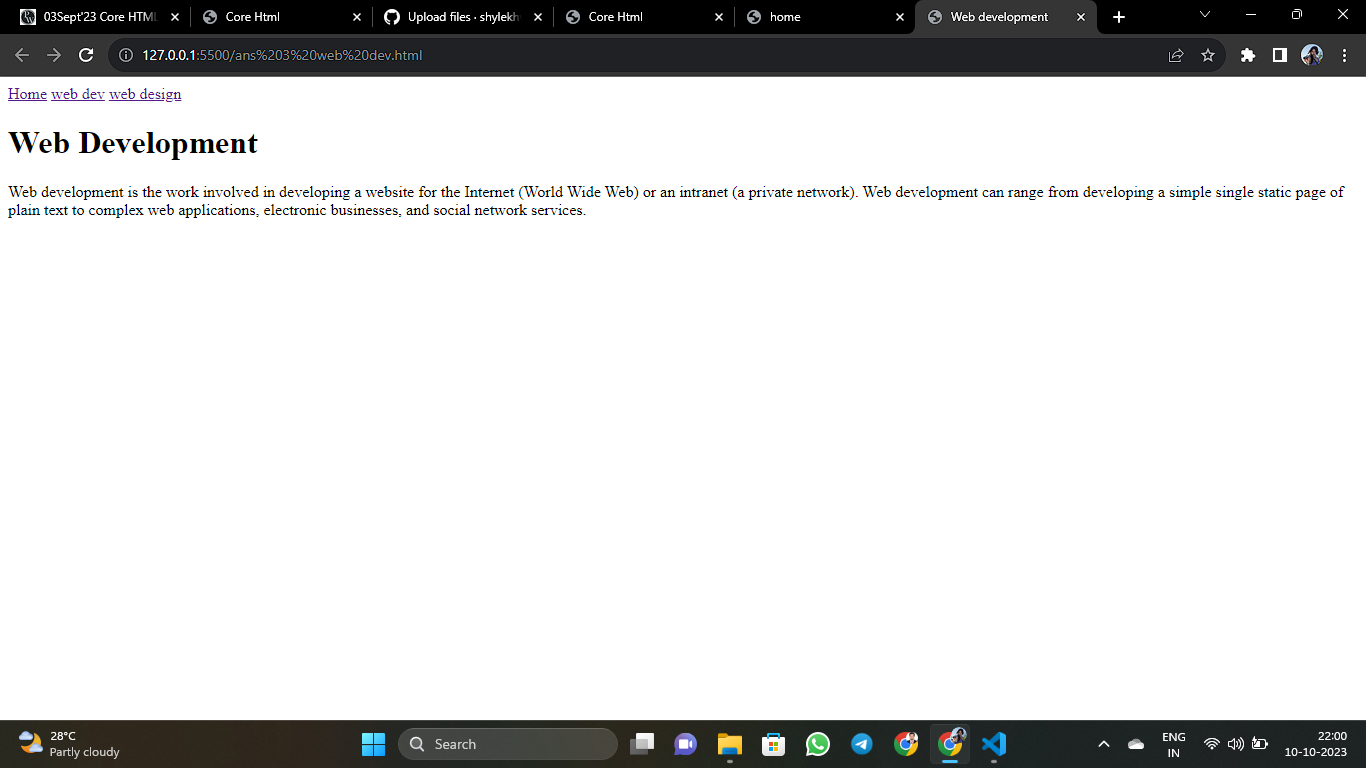 03Sept'23 Core HTML
Core Html
Upload files · shylekh
Core Html
home
Web development
127.0.0.1:5500/ans%203%20web%20dev.html
Home web dev web design
Web Development
Web development is the work involved in developing a website for the Internet (World Wide Web) or an intranet (a private network). Web development can range from developing a simple single static page of
plain text to complex web applications, electronic businesses, and social network services.
28°C
Partly cloudy
Search
ENG
IN
22:00
10-10-2023